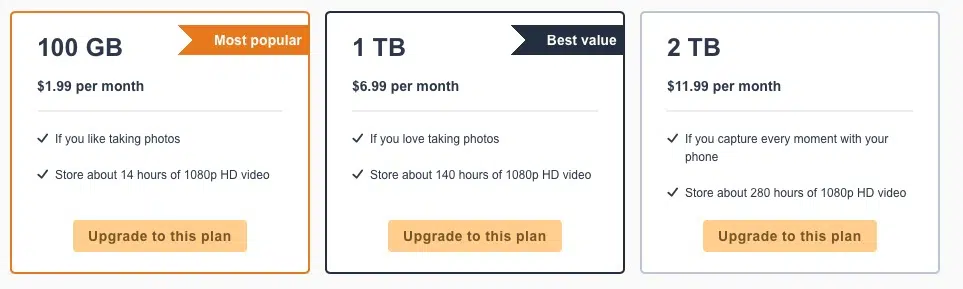 100 GB
Most popular
$1.99 per month
If you like taking photos
Store about 14 hours of 1080p HD video
Upgrade to this plan
1 TB
Best value
$6.99 per month
If you love taking photos
Store about 140 hours of 1080p HD video
Upgrade to this plan
2 TB
$11.99 per month
If you capture every moment with your
phone
Store about 280 hours of 1080p HD video
Upgrade to this plan